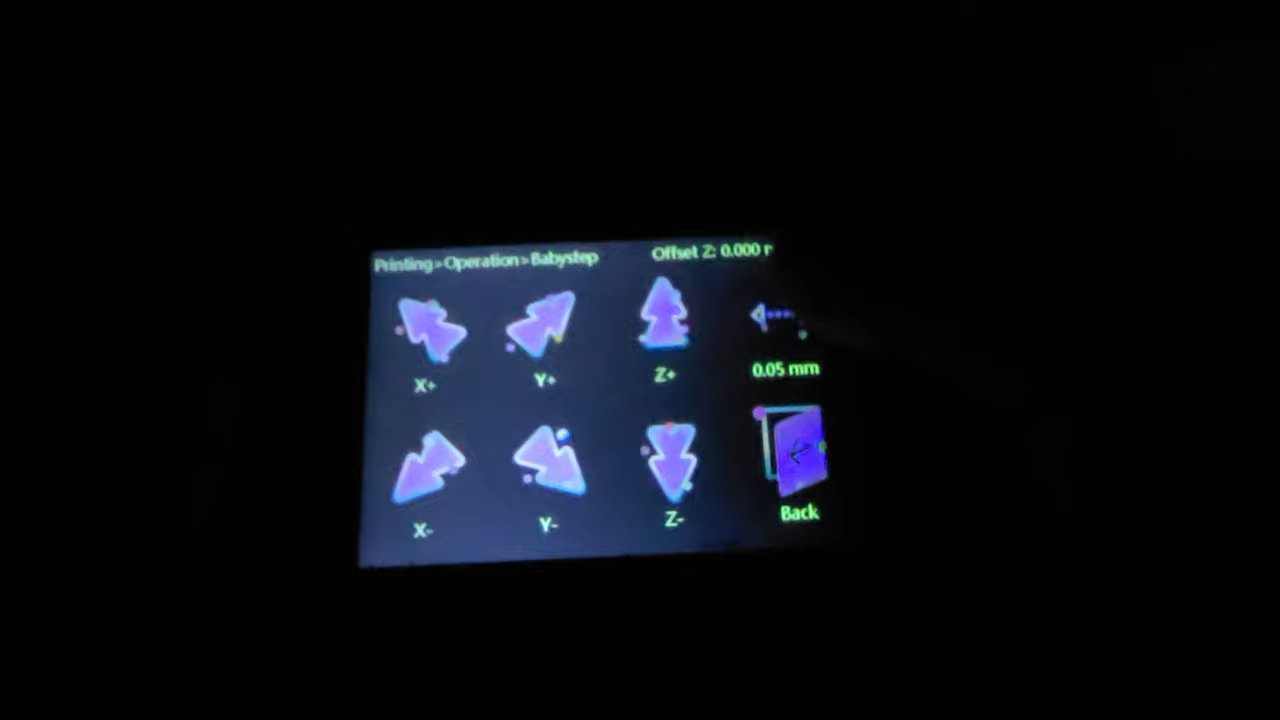 Printing>Operation>Babystep
Offset Z: 0.000
X+
Y+
Z+
0.05 mm
X-
Y-
Z-
Back